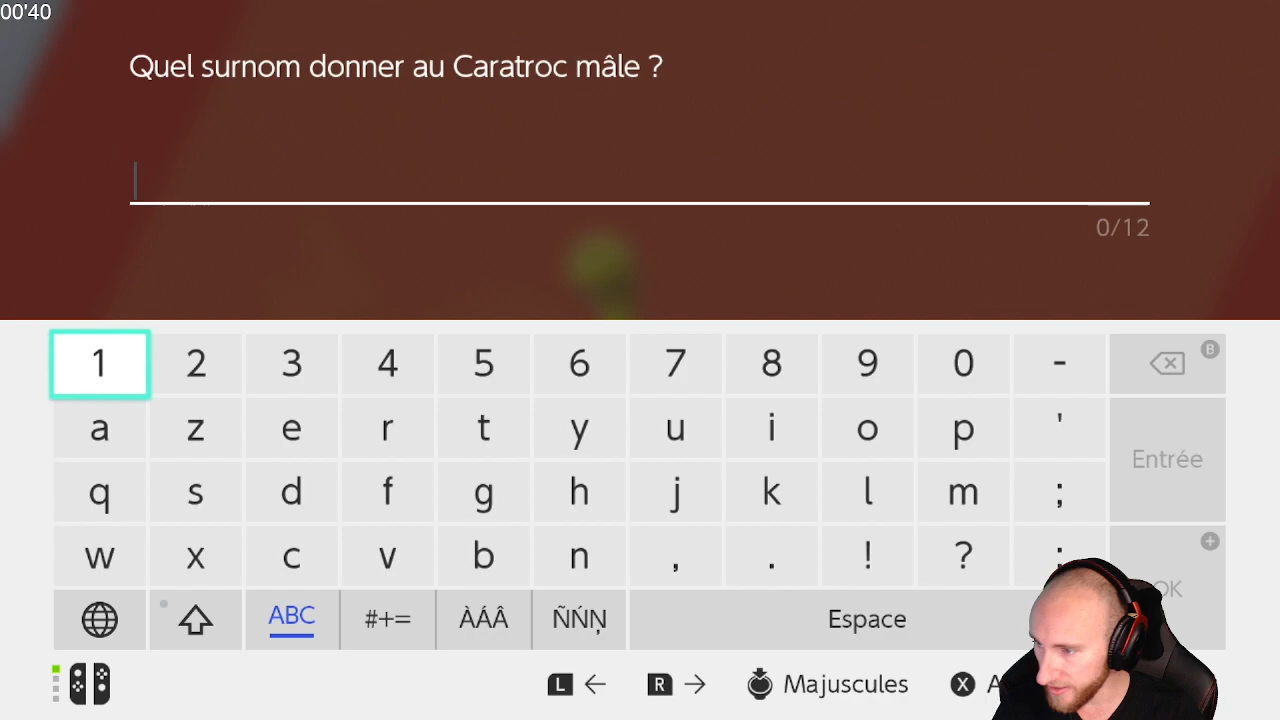 00'40
Quel surnom donner au Caratroc mâle ?
0/12
1 2 3 4 5 6 7 8 9 0 - B
a z e r t y u i o p ' Entrée
q s d f g h j k l m ;
w x c v b n , . ! ? : +
OK
ABC #+= ÀÁÂ ÑŃŅ Espace
L ← R → Majuscules X A